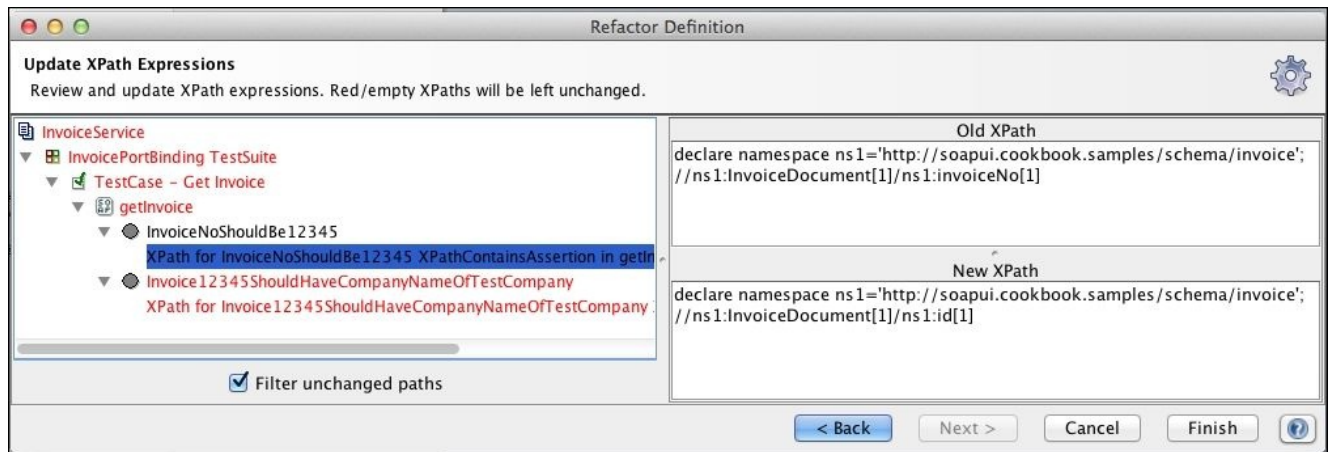 Refactor Definition
Update XPath Expressions
Review and update XPath expressions. Red/empty XPaths will be left unchanged.
InvoiceService
InvoicePortBinding TestSuite
TestCase - Get Invoice
getInvoice
InvoiceNoShouldBe12345
XPath for InvoiceNoShouldBe12345 XPathContainsAssertion in getIn
Invoice12345ShouldHaveCompanyNameOfTestCompany
XPath for Invoice12345ShouldHaveCompanyNameOfTestCompany
Filter unchanged paths
Old XPath
declare namespace ns1='http://soapui.cookbook.samples/schema/invoice';
//ns1:InvoiceDocument[1]/ns1:invoiceNo[1]
New XPath
declare namespace ns1='http://soapui.cookbook.samples/schema/invoice';
//ns1:InvoiceDocument[1]/ns1:id[1]
< Back
Next >
Cancel
Finish
?